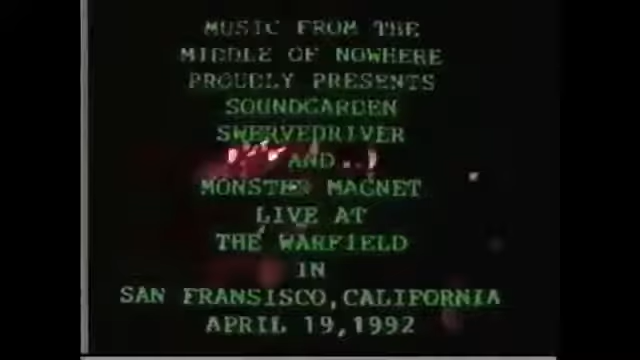 MUSIC FROM THE
MIDDLE OF NOWHERE
PROUDLY PRESENTS
SOUNDGARDEN
SWERVEDRIVER
AND
MONSTER MAGNET
LIVE AT
THE WARFIELD
IN
SAN FRANSISCO,CALIFORNIA
APRIL 19,1992